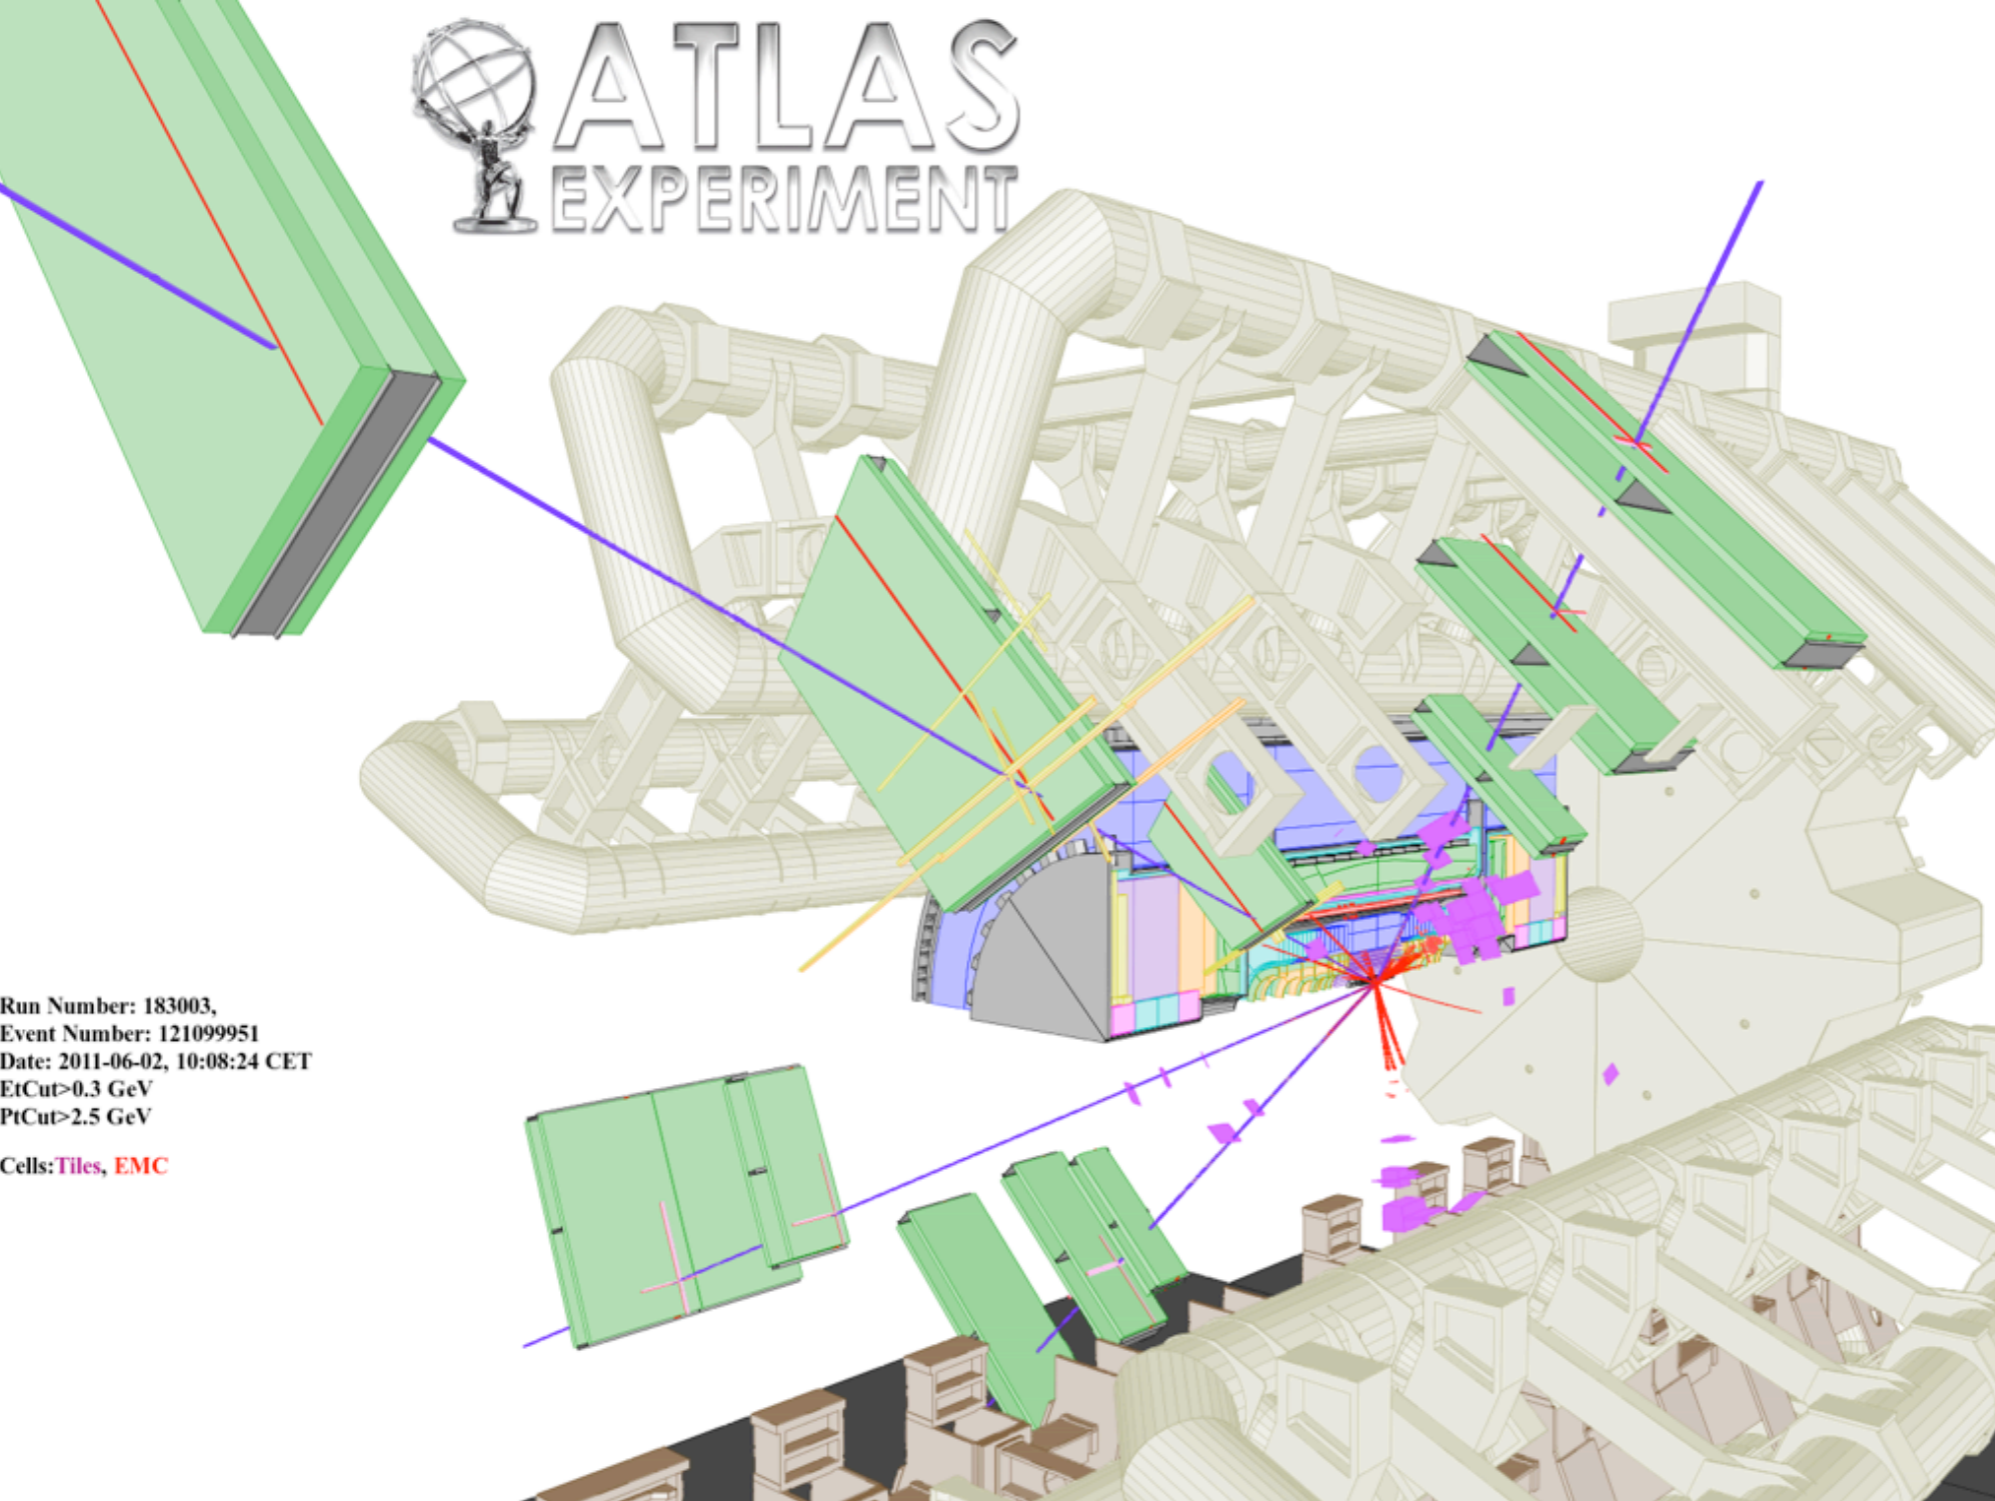 ATLAS
EXPERIMENT
Run Number: 183003,
Event Number: 121099951
Date: 2011-06-02, 10:08:24 CET
EtCut>0.3 GeV
PtCut>2.5 GeV
Cells:Tiles, EMC